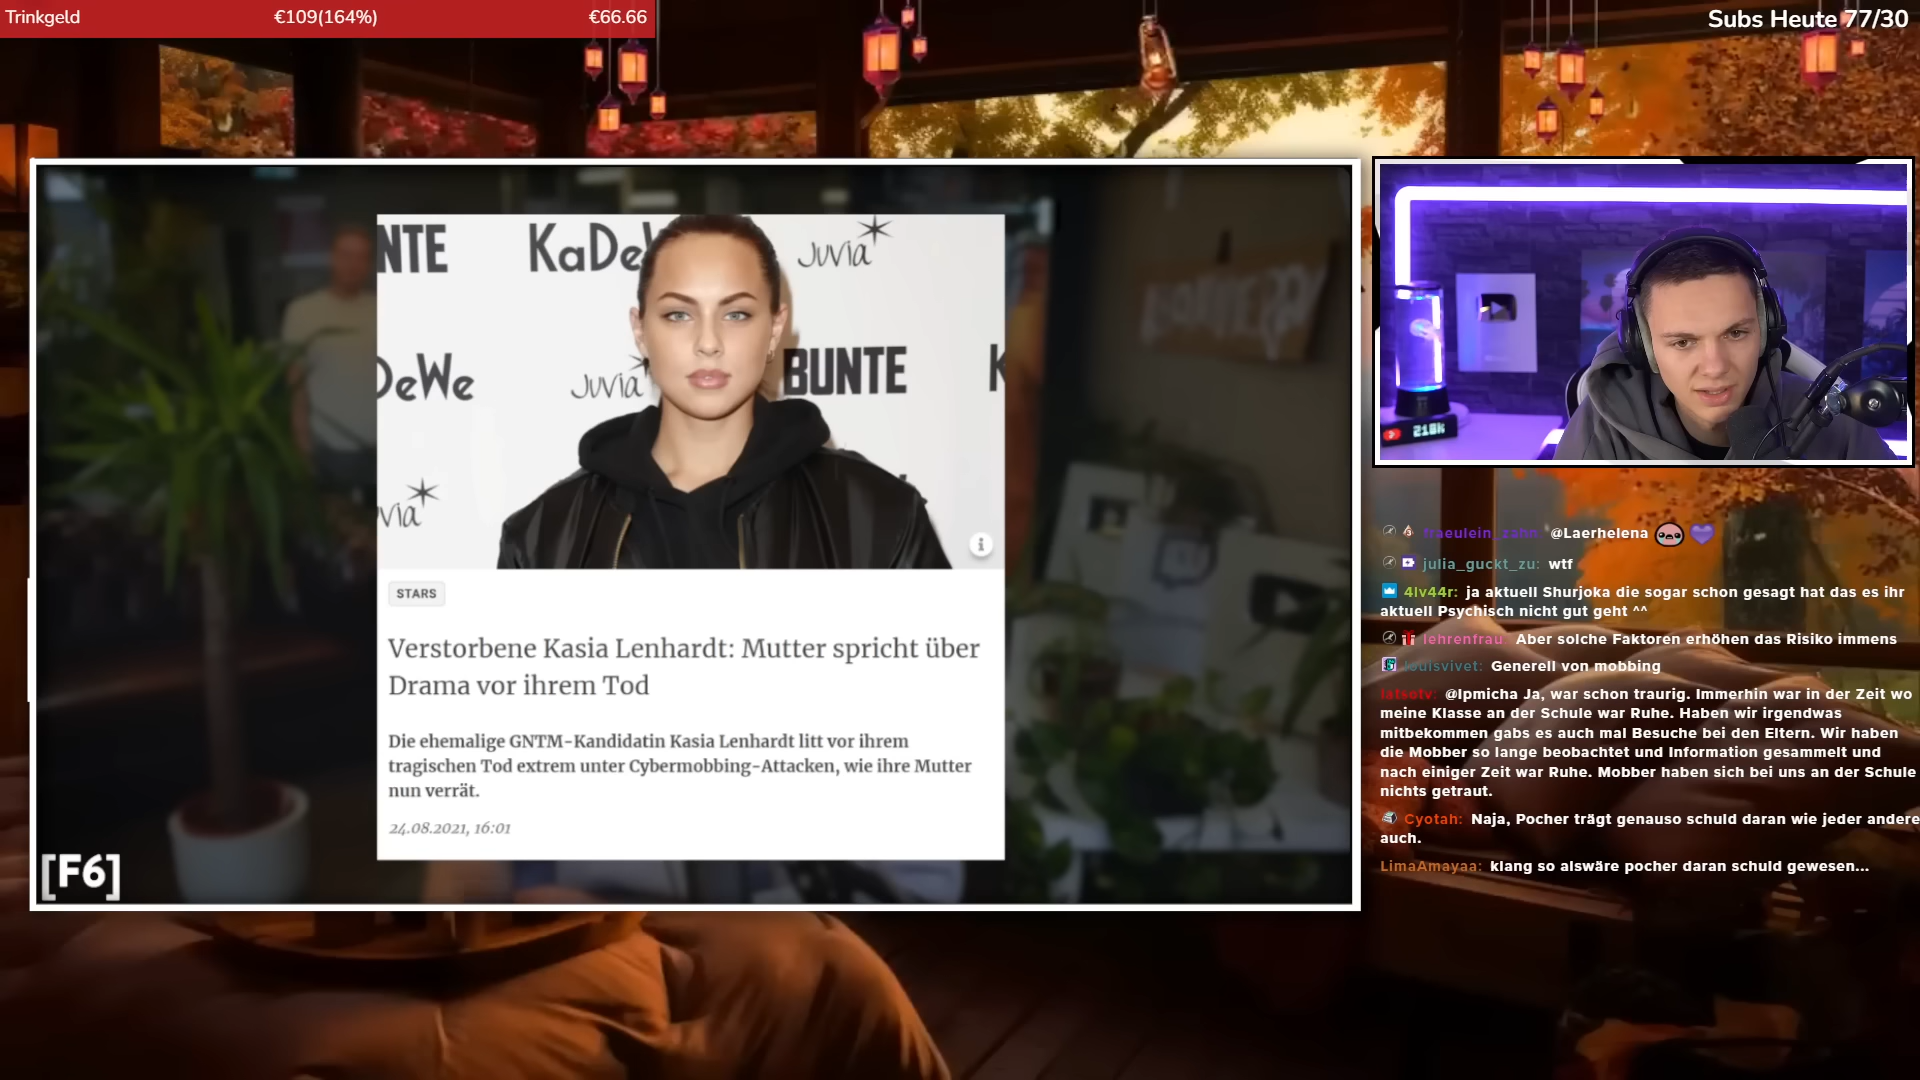 Trinkgeld €109(164%) €66.66
Subs Heute 77/30
NTE KaDeW Juvia
DeWe Juvia BUNTE K
via
STARS
Verstorbene Kasia Lenhardt: Mutter spricht über
Drama vor ihrem Tod
Die ehemalige GNTM-Kandidatin Kasia Lenhardt litt vor ihrem
tragischen Tod extrem unter Cybermobbing-Attacken, wie ihre Mutter
nun verrät.
24.08.2021, 16:01
[F6]
218k
fraeulein_zahn: @Laerhelena
julia_guckt_zu: wtf
4lv44r: ja aktuell Shurjoka die sogar schon gesagt hat das es ihr
aktuell Psychisch nicht gut geht ^^
lehrenfrau: Aber solche Faktoren erhöhen das Risiko immens
louisvivet: Generell von mobbing
latsotv: @lpmicha Ja, war schon traurig. Immerhin war in der Zeit wo
meine Klasse an der Schule war Ruhe. Haben wir irgendwas
mitbekommen gabs es auch mal Besuche bei den Eltern. Wir haben
die Mobber so lange beobachtet und Information gesammelt und
nach einiger Zeit war Ruhe. Mobber haben sich bei uns an der Schule
nichts getraut.
Cyotah: Naja, Pocher trägt genauso schuld daran wie jeder andere
auch.
LimaAmayaa: klang so alswäre pocher daran schuld gewesen...